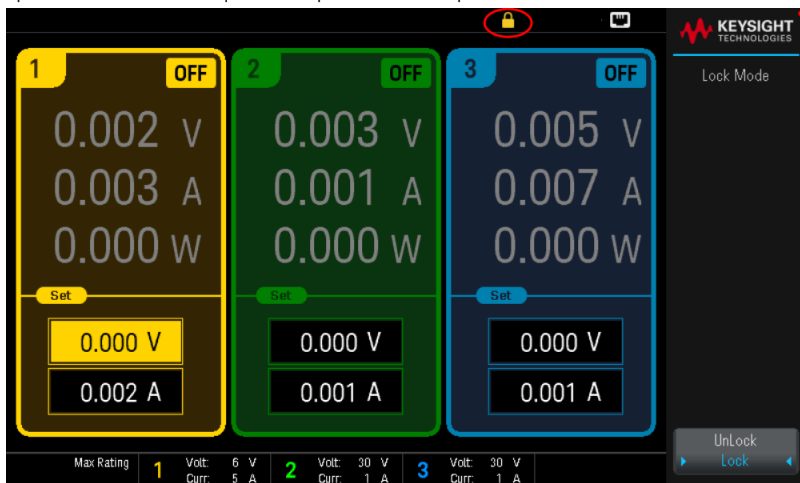 KEYSIGHT
TECHNOLOGIES
Lock Mode
1 OFF
0.002 V
0.003 A
0.000 W
Set
0.000 V
0.002 A
2 OFF
0.003 V
0.001 A
0.000 W
Set
0.000 V
0.001 A
3 OFF
0.005 V
0.007 A
0.000 W
Set
0.000 V
0.001 A
UnLock
Lock
Max Rating
1 Volt: 6 V
Curr: 5 A
2 Volt: 30 V
Curr: 1 A
3 Volt: 30 V
Curr: 1 A